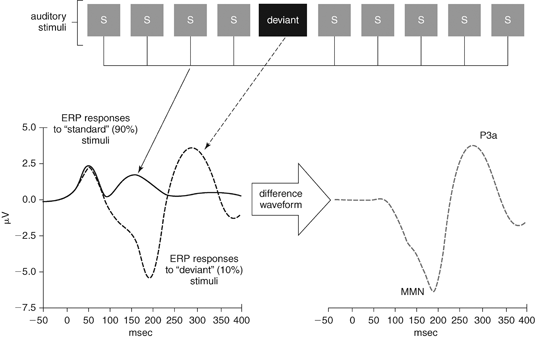 auditory
stimuli
S S S S deviant S S S S S
ERP responses
to “standard” (90%)
stimuli
5.0
2.5
0.0
−2.5
−5.0
−7.5
μV
ERP responses
to “deviant” (10%)
stimuli
−50 0 50 100 150 200 250 300 350 400
msec
difference
waveform
P3a
MMN
−50 0 50 100 150 200 250 300 350 400
msec